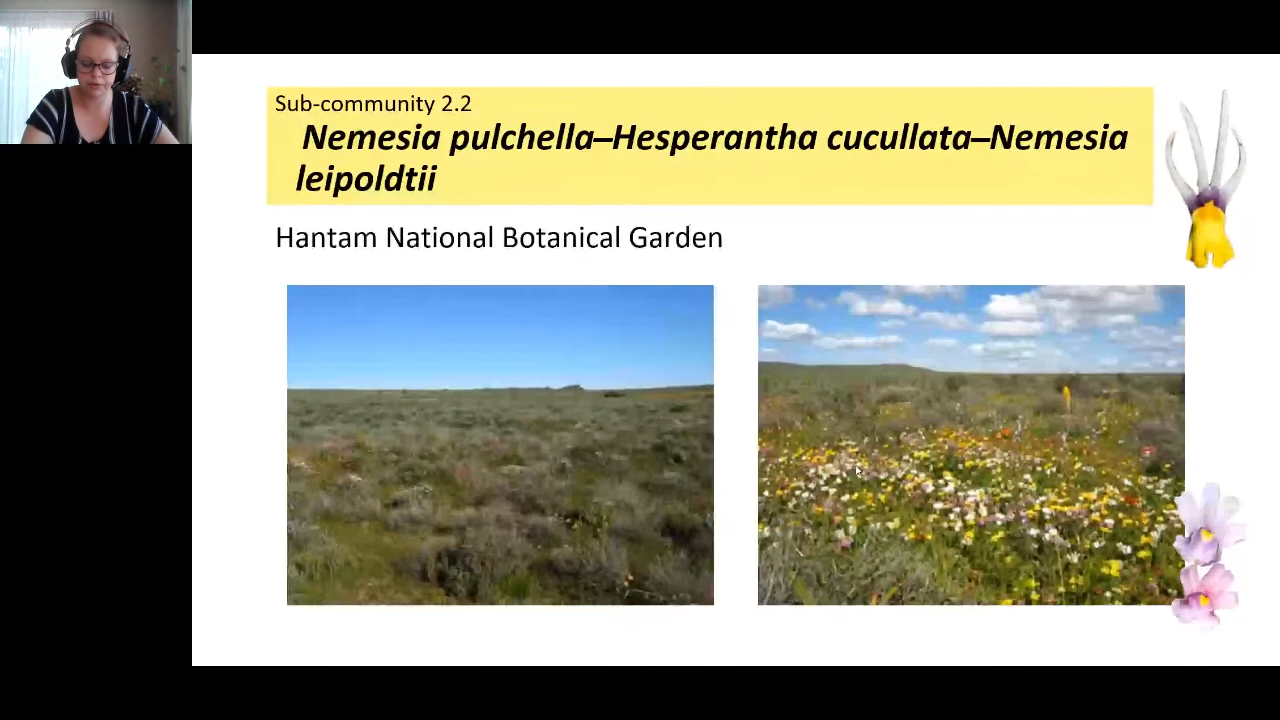 Sub-community 2.2
Nemesia pulchella–Hesperantha cucullata–Nemesia
leipoldtii
Hantam National Botanical Garden